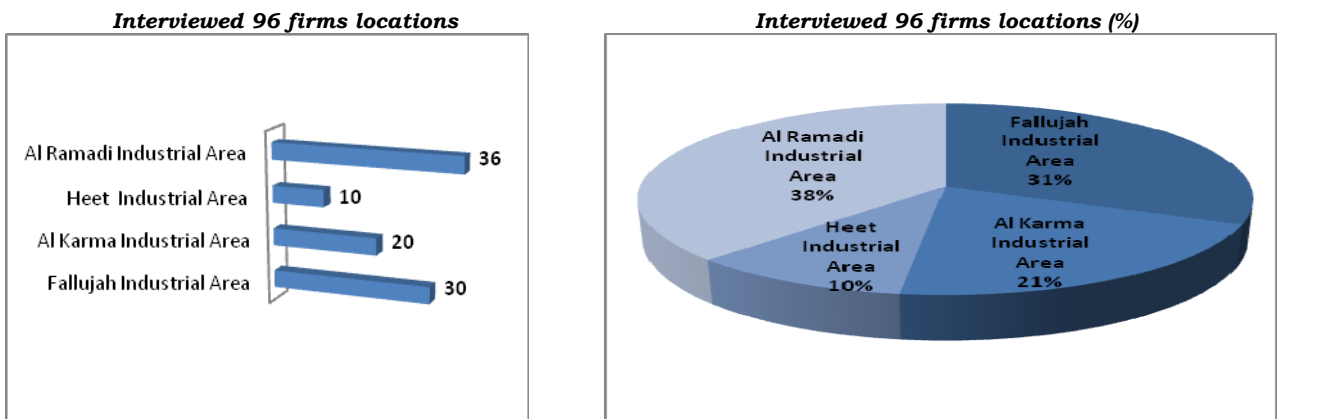 Interviewed 96 firms locations
Al Ramadi Industrial Area
36
Heet Industrial Area
10
Al Karma Industrial Area
20
Fallujah Industrial Area
30
Interviewed 96 firms locations (%)
Al Ramadi
Industrial
Area
38%
Fallujah
Industrial
Area
31%
Heet
Industrial
Area
10%
Al Karma
Industrial
Area
21%